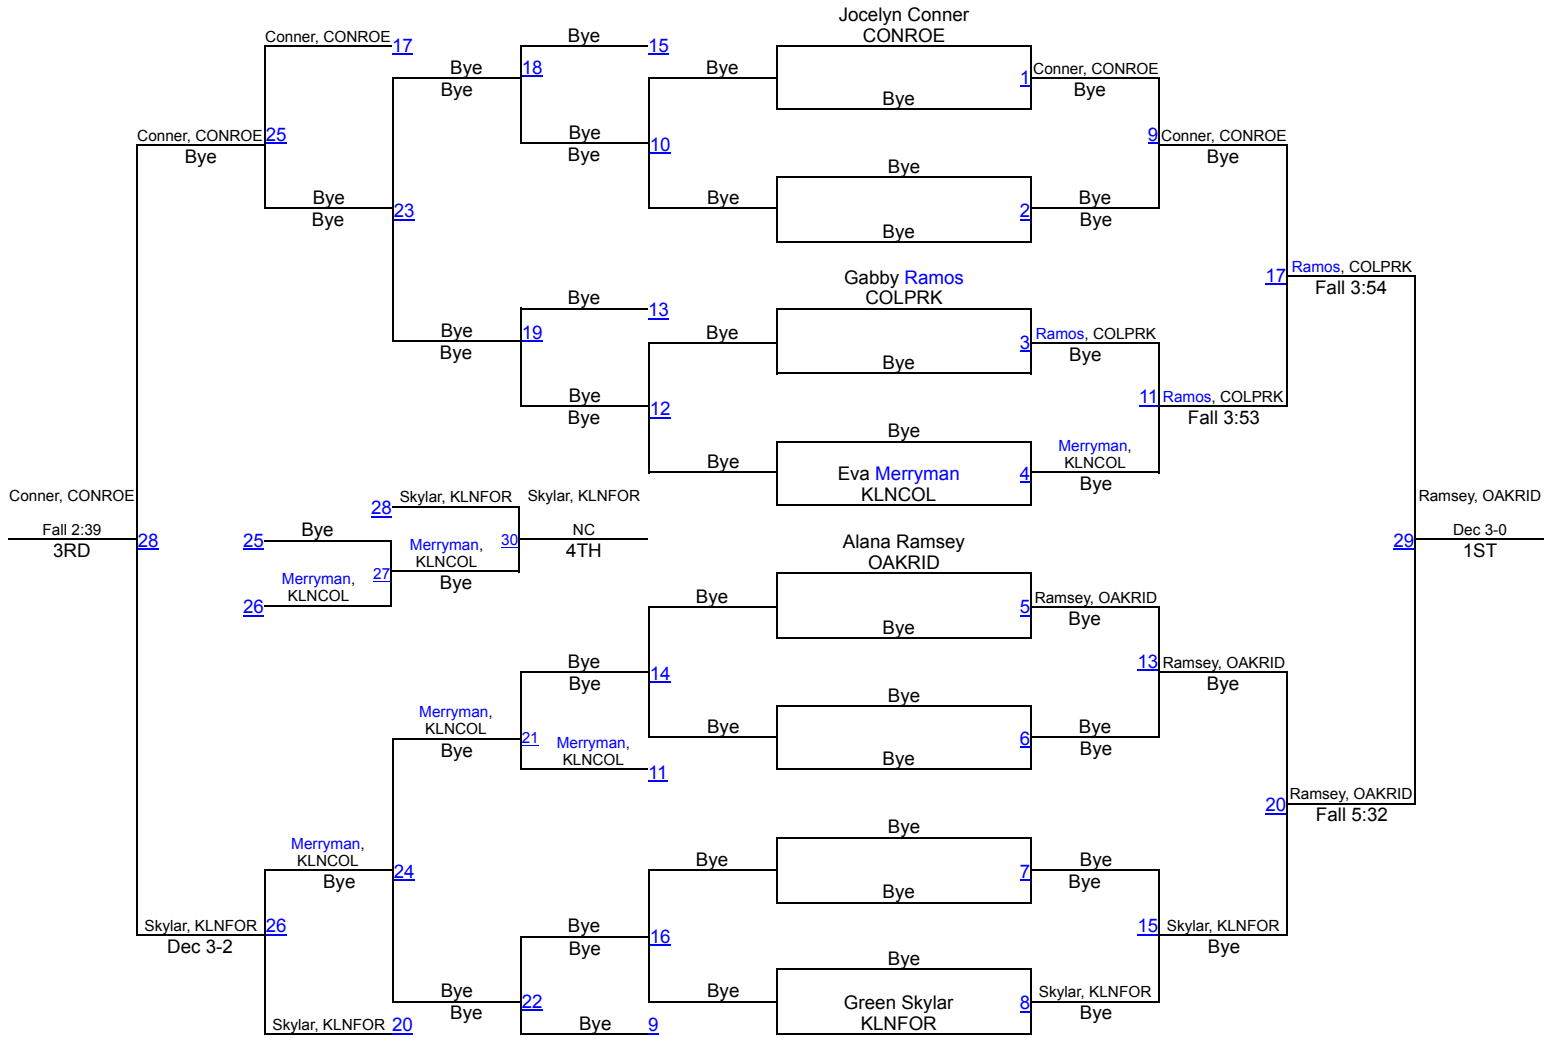 Jocelyn Conner
CONROE
Conner, CONROE 17
Bye 15
Bye 18
Bye
Bye
1 Conner, CONROE
Bye
Bye
Conner, CONROE 25
Bye
Bye 10
Bye
9 Conner, CONROE
Bye
Bye
Bye
Bye 23
Bye
Bye
2 Bye
Bye
Bye
Gabby Ramos
COLPRK
17 Ramos, COLPRK
Fall 3:54
Bye 13
Bye 19
Bye
Bye
3 Ramos, COLPRK
Bye
Bye
Bye 12
Bye
11 Ramos, COLPRK
Fall 3:53
Bye
Bye
Eva Merryman
KLNCOL
4 Merryman,
KLNCOL
Bye
Conner, CONROE
Fall 2:39
3RD
28
28 Skylar, KLNFOR
Skylar, KLNFOR
25 Bye
27 Merryman,
KLNCOL
Bye
30 NC
4TH
26 Merryman,
KLNCOL
Ramsey, OAKRID
29 Dec 3-0
1ST
Alana Ramsey
OAKRID
Bye
5 Ramsey, OAKRID
Bye
Bye
Bye 14
Bye
13 Ramsey, OAKRID
Bye
Merryman,
KLNCOL
Bye
21 Merryman,
KLNCOL
11
Bye
Bye
6 Bye
Bye
Bye
20 Ramsey, OAKRID
Fall 5:32
Bye
Merryman,
KLNCOL
Bye
24
Bye
7 Bye
Bye
Bye
Skylar, KLNFOR 26
Dec 3-2
Bye 16
Bye
15 Skylar, KLNFOR
Bye
Bye
Bye 22
Bye
Bye
Green Skylar
KLNFOR
8 Skylar, KLNFOR
Bye
Skylar, KLNFOR 20
Bye 9